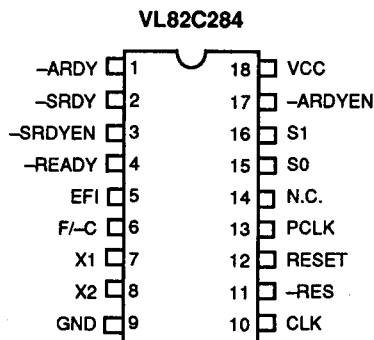 VL82C284
–ARDY 1 18 VCC
–SRDY 2 17 –ARDYEN
–SRDYEN 3 16 S1
–READY 4 15 S0
EFI 5 14 N.C.
F/–C 6 13 PCLK
X1 7 12 RESET
X2 8 11 –RES
GND 9 10 CLK